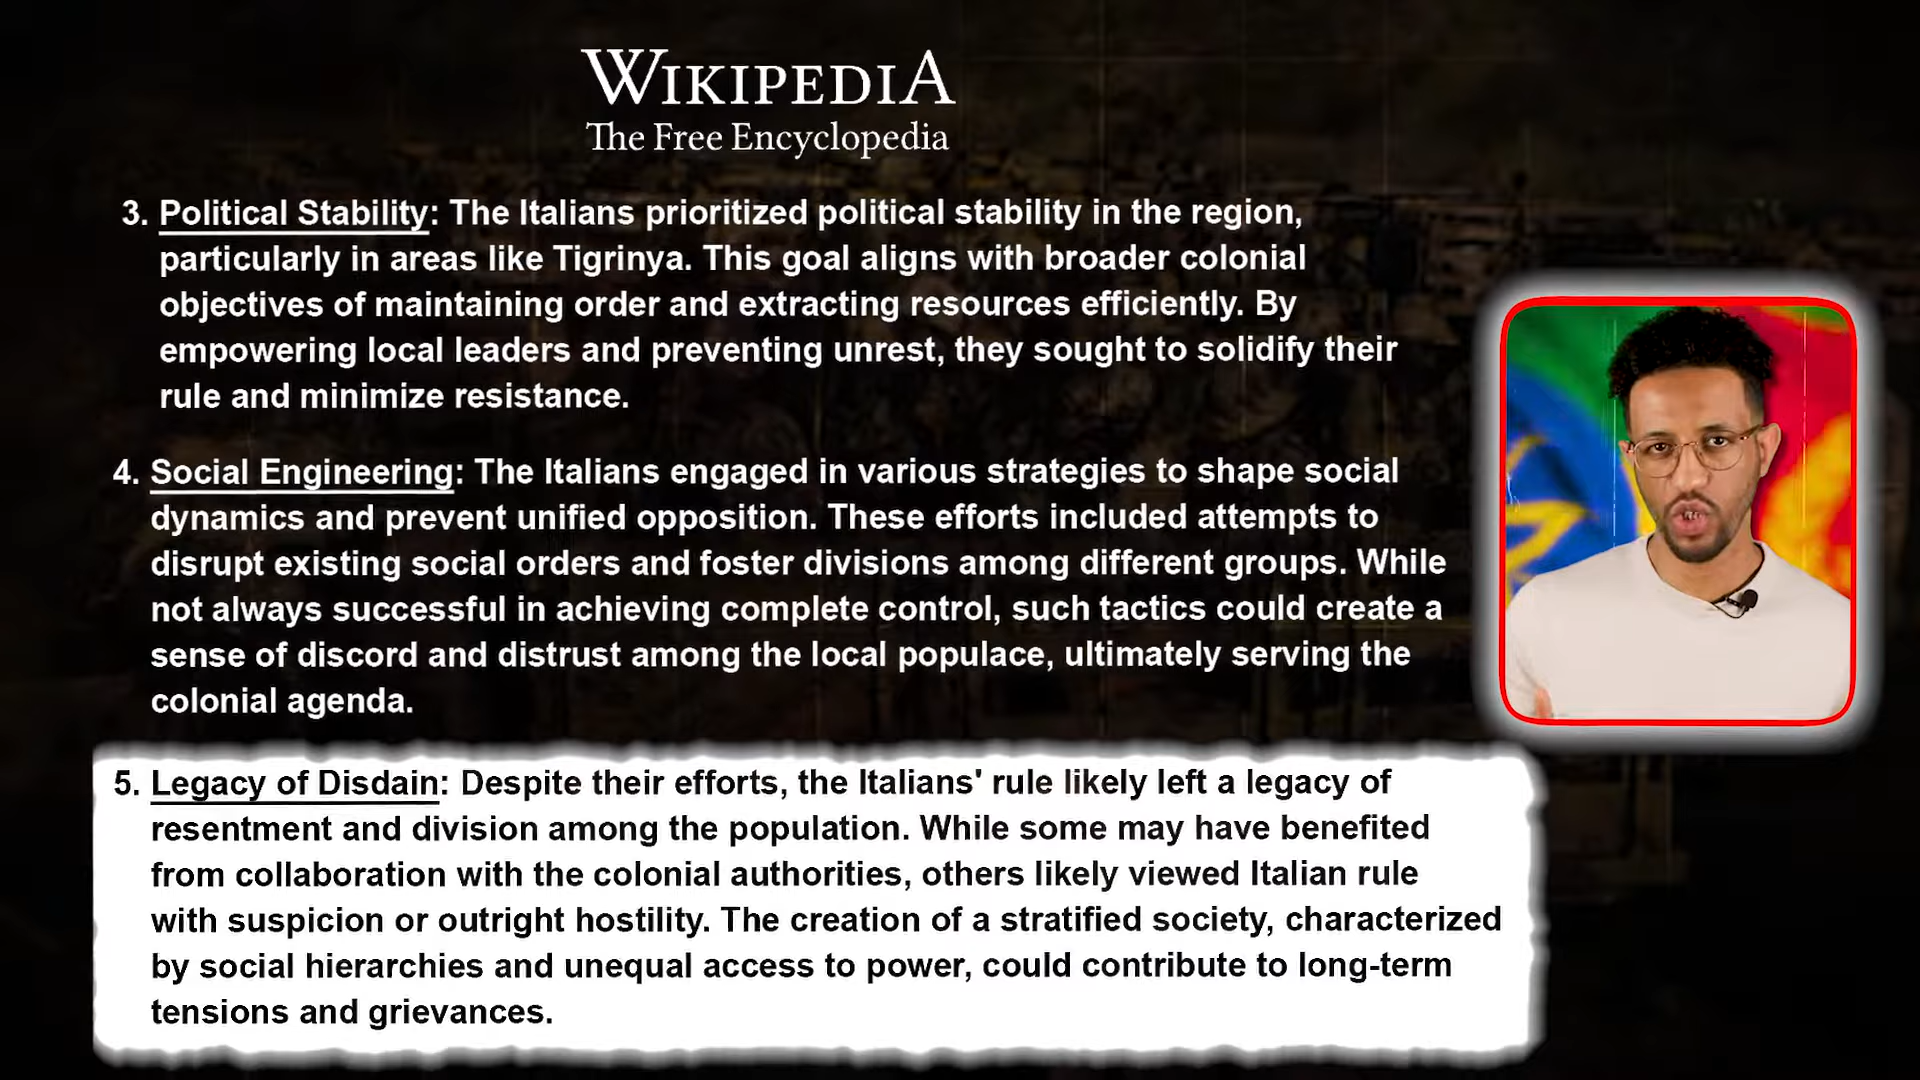 WIKIPEDIA
The Free Encyclopedia
3. Political Stability: The Italians prioritized political stability in the region,
particularly in areas like Tigrinya. This goal aligns with broader colonial
objectives of maintaining order and extracting resources efficiently. By
empowering local leaders and preventing unrest, they sought to solidify their
rule and minimize resistance.
4. Social Engineering: The Italians engaged in various strategies to shape social
dynamics and prevent unified opposition. These efforts included attempts to
disrupt existing social orders and foster divisions among different groups. While
not always successful in achieving complete control, such tactics could create a
sense of discord and distrust among the local populace, ultimately serving the
colonial agenda.
5. Legacy of Disdain: Despite their efforts, the Italians' rule likely left a legacy of
resentment and division among the population. While some may have benefited
from collaboration with the colonial authorities, others likely viewed Italian rule
with suspicion or outright hostility. The creation of a stratified society, characterized
by social hierarchies and unequal access to power, could contribute to long-term
tensions and grievances.